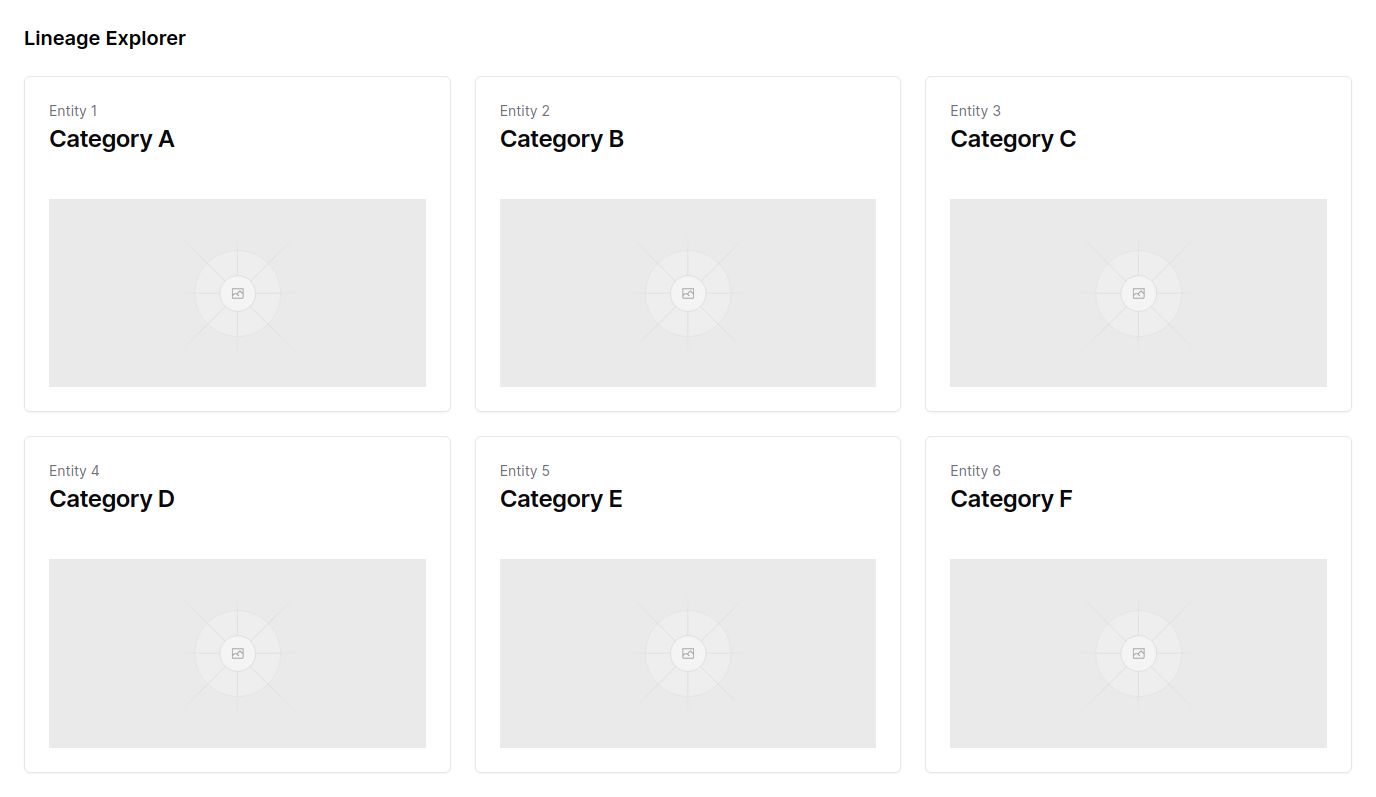 Lineage Explorer
Entity 1
Category A
Entity 2
Category B
Entity 3
Category C
Entity 4
Category D
Entity 5
Category E
Entity 6
Category F